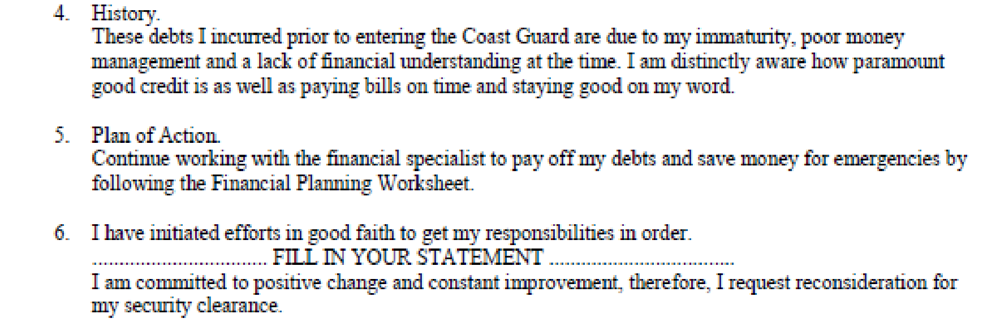 4. History.
These debts I incurred prior to entering the Coast Guard are due to my immaturity, poor money
management and a lack of financial understanding at the time. I am distinctly aware how paramount
good credit is as well as paying bills on time and staying good on my word.
5. Plan of Action.
Continue working with the financial specialist to pay off my debts and save money for emergencies by
following the Financial Planning Worksheet.
6. I have initiated efforts in good faith to get my responsibilities in order.
................................ FILL IN YOUR STATEMENT ..................................
I am committed to positive change and constant improvement, therefore, I request reconsideration for
my security clearance.